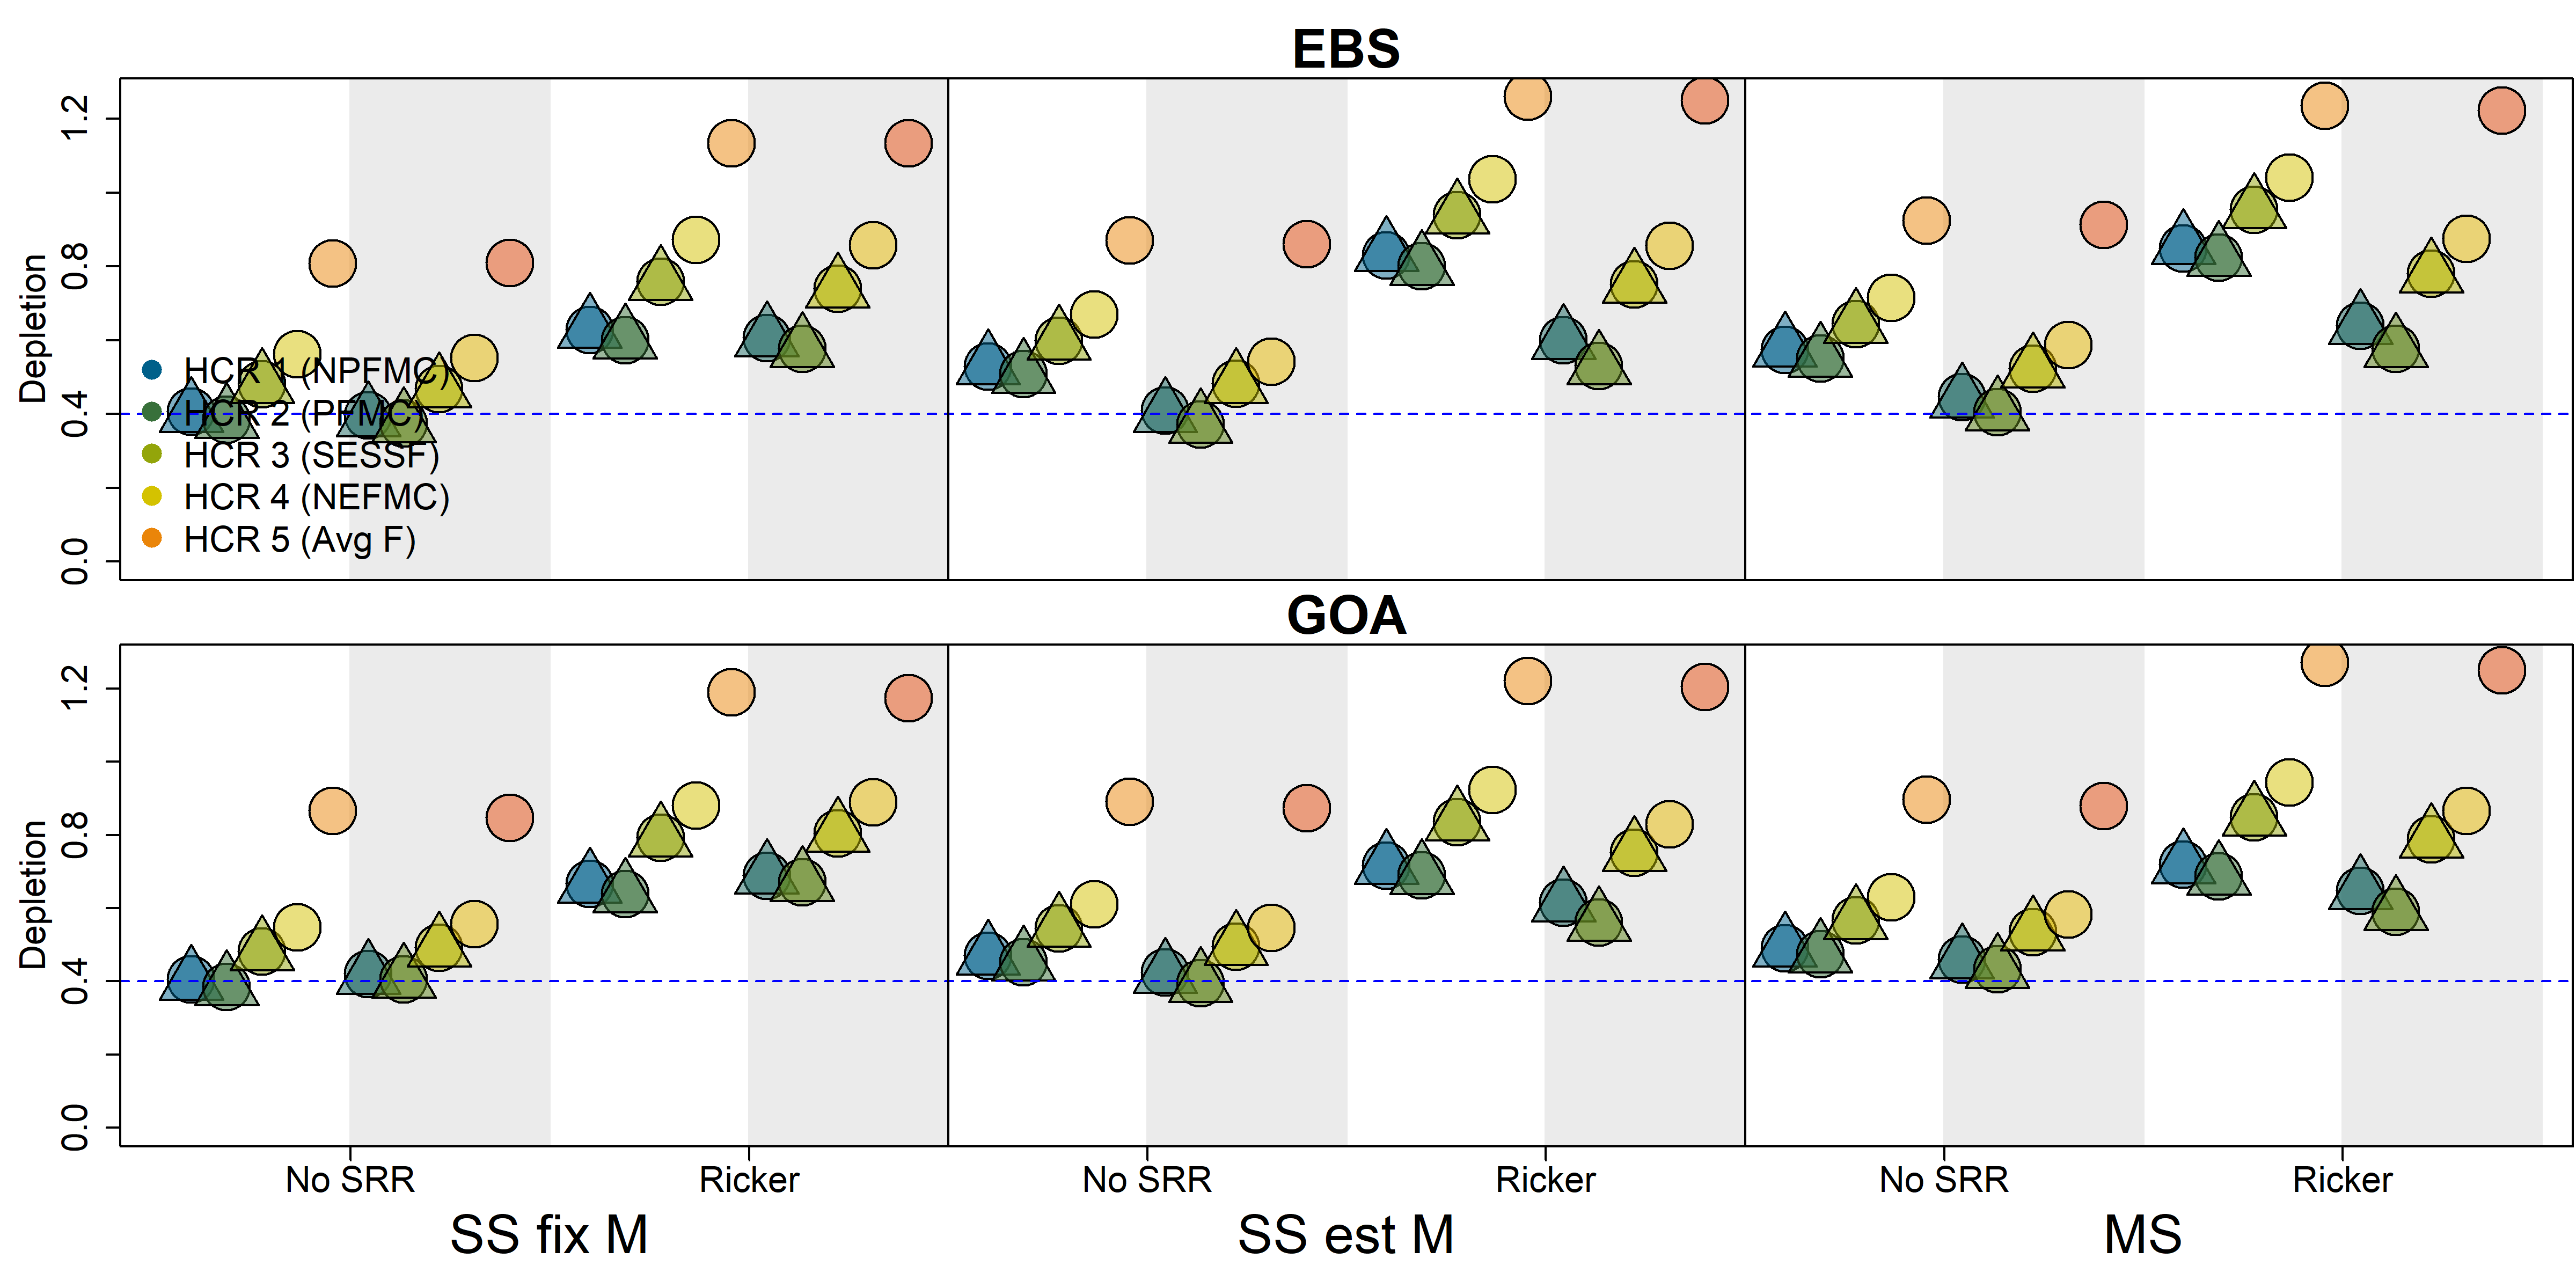 EBS
Depletion
1.2
0.8
0.4
0.0
HCR 1 (NPFMC)
HCR 2 (PFMC)
HCR 3 (SESSF)
HCR 4 (NEFMC)
HCR 5 (Avg F)
GOA
Depletion
1.2
0.8
0.4
0.0
No SRR Ricker No SRR Ricker No SRR Ricker
SS fix M SS est M MS